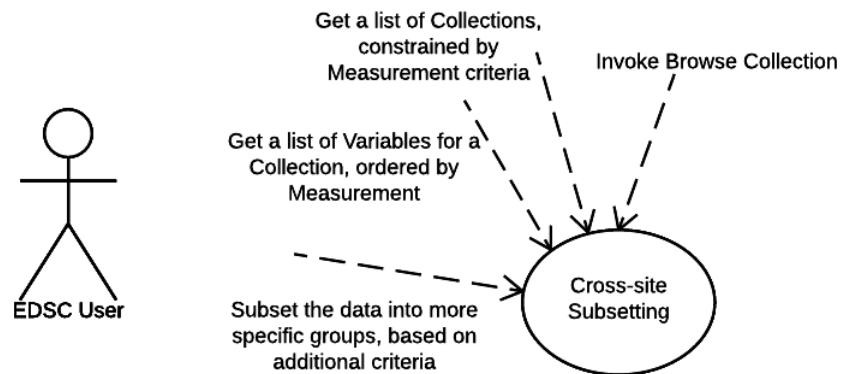 Get a list of Collections,
constrained by
Measurement criteria
Invoke Browse Collection
Get a list of Variables for a
Collection, ordered by
Measurement
EDSC User
Subset the data into more
specific groups, based on
additional criteria
Cross-site
Subsetting